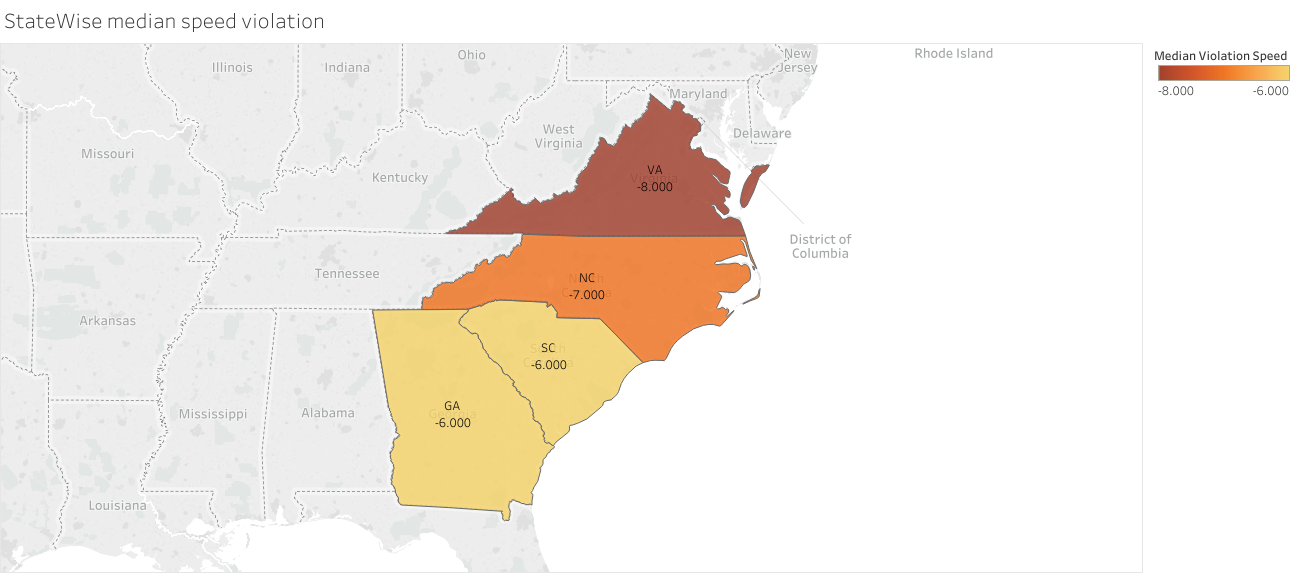 StateWise median speed violation
Rhode Island
New
Jersey
Ohio
Illinois
Indiana
Maryland
West
Virginia
Delaware
Missouri
Kentucky
VA
Virginia
-8.000
District of
Columbia
Tennessee
NC
-7.000
Arkansas
SC
-6.000
GA
Georgia
-6.000
Mississippi
Alabama
Louisiana
Median Violation Speed
-8.000
-6.000